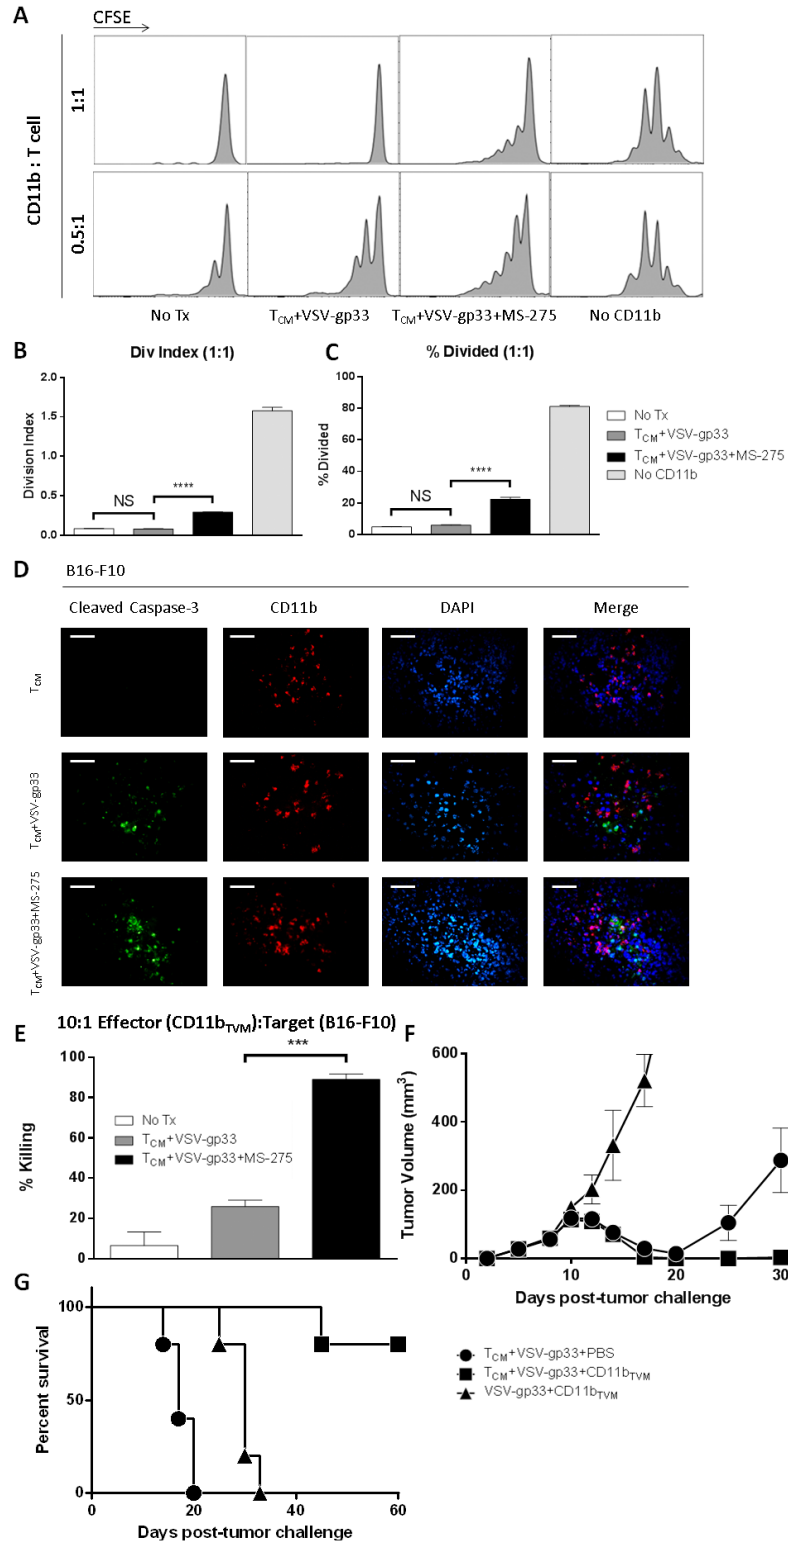 A
CFSE
CD11b : T cell
1:1
0.5:1
No Tx
TCM+VSV-gp33
TCM+VSV-gp33+MS-275
No CD11b
B
Div Index (1:1)
Division Index
2.0
1.5
1.0
0.5
0.0
NS
****
C
% Divided (1:1)
% Divided
100
80
60
40
20
0
NS
****
No Tx
TCM+VSV-gp33
TCM+VSV-gp33+MS-275
No CD11b
D
B16-F10
Cleaved Caspase-3
CD11b
DAPI
Merge
TCM
TCM+VSV-gp33
TCM+VSV-gp33+MS-275
E
10:1 Effector (CD11bTVM):Target (B16-F10)
% Killing
100
80
60
40
20
0
***
No Tx
TCM+VSV-gp33
TCM+VSV-gp33+MS-275
F
Tumor Volume (mm³)
600
400
200
0
0
10
20
30
Days post-tumor challenge
TCM+VSV-gp33+PBS
TCM+VSV-gp33+CD11bTVM
VSV-gp33+CD11bTVM
G
Percent survival
100
50
0
0
20
40
60
Days post-tumor challenge